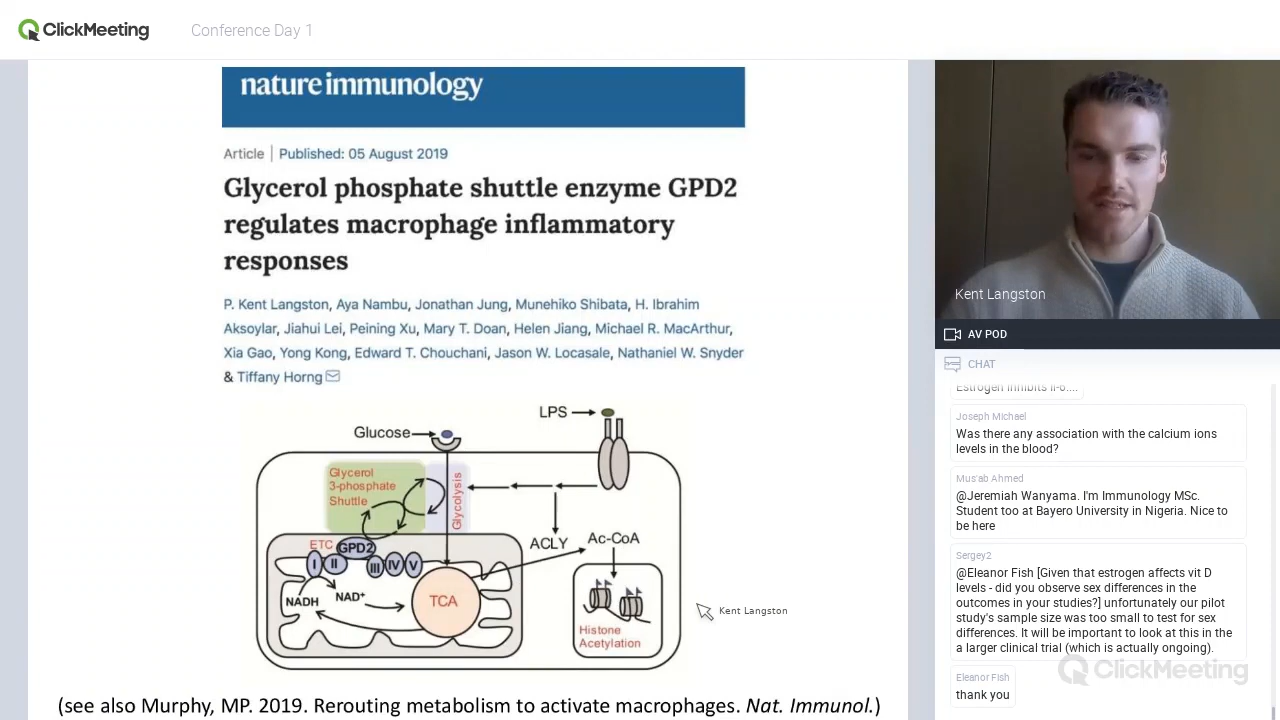 ClickMeeting
Conference Day 1
nature immunology
Article | Published: 05 August 2019
Glycerol phosphate shuttle enzyme GPD2
regulates macrophage inflammatory
responses
P. Kent Langston, Aya Nambu, Jonathan Jung, Munehiko Shibata, H. Ibrahim
Aksoylar, Jiahui Lei, Peining Xu, Mary T. Doan, Helen Jiang, Michael R. MacArthur,
Xia Gao, Yong Kong, Edward T. Chouchani, Jason W. Locasale, Nathaniel W. Snyder
& Tiffany Horng
LPS
Glucose
Glycerol
3-phosphate
Shuttle
Glycolysis
ETC
GPD2
I
II
III
IV
V
NADH
NAD+
TCA
ACLY
Ac-CoA
Histone
Acetylation
Kent Langston
(see also Murphy, MP. 2019. Rerouting metabolism to activate macrophages. Nat. Immunol.)
Kent Langston
AV POD
CHAT
Estrogen inhibits Il-6....
Joseph Michael
Was there any association with the calcium ions
levels in the blood?
Mus'ab Ahmed
@Jeremiah Wanyama. I'm Immunology MSc.
Student too at Bayero University in Nigeria. Nice to
be here
Sergey2
@Eleanor Fish [Given that estrogen affects vit D
levels - did you observe sex differences in the
outcomes in your studies?] unfortunately our pilot
study's sample size was too small to test for sex
differences. It will be important to look at this in the
a larger clinical trial (which is actually ongoing).
ClickMeeting
Eleanor Fish
thank you